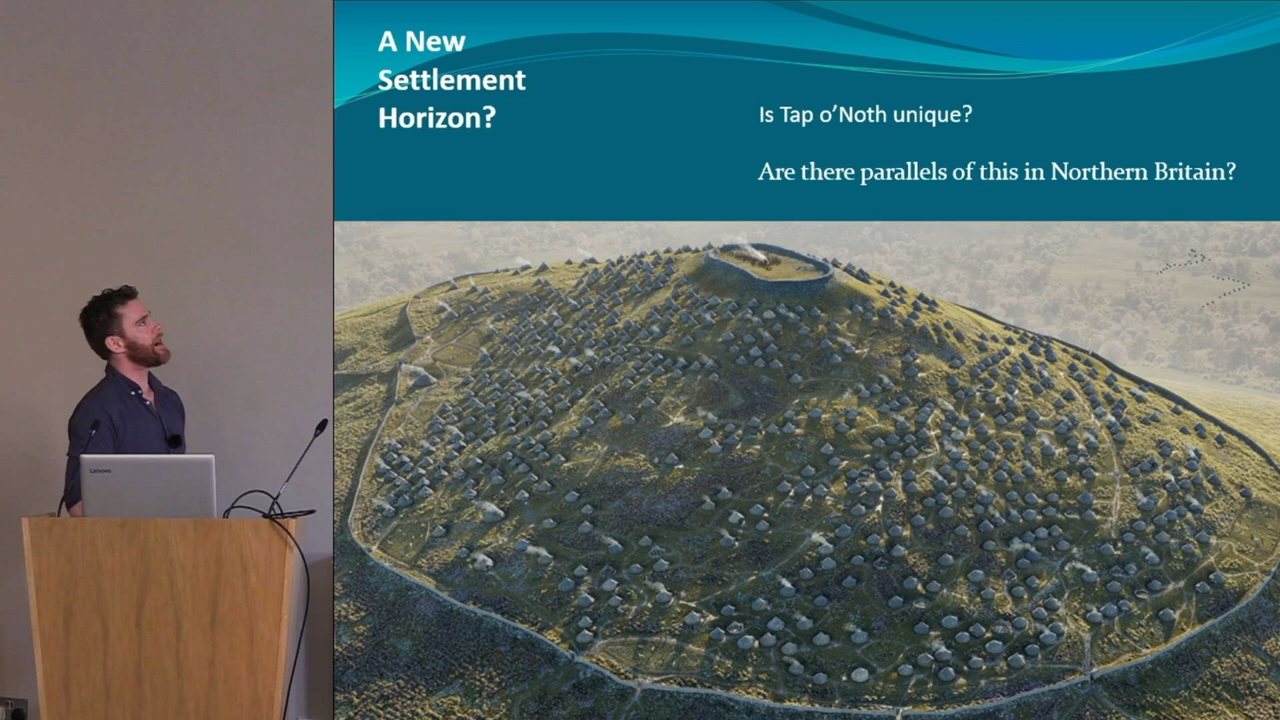 A New
Settlement
Horizon?
Is Tap o’Noth unique?
Are there parallels of this in Northern Britain?
Lenovo